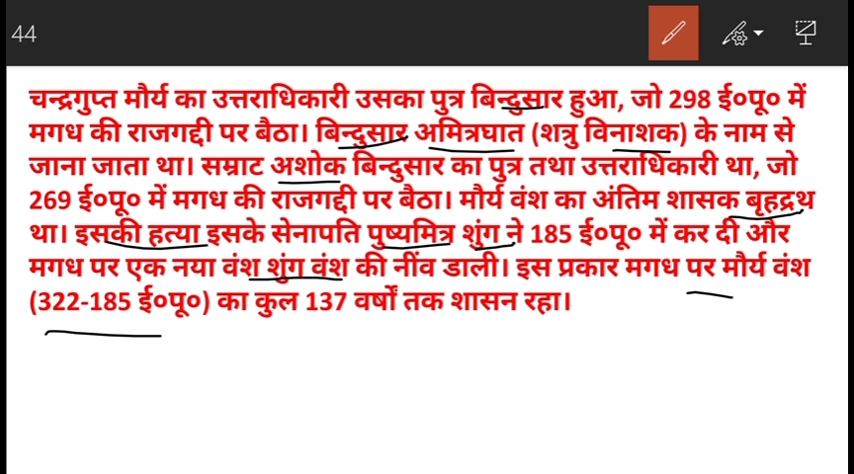 44
चन्द्रगुप्त मौर्य का उत्तराधिकारी उसका पुत्र बिन्दुसार हुआ, जो 298 ई०पू० में
मगध की राजगद्दी पर बैठा। बिन्दुसार अमित्रघात (शत्रु विनाशक) के नाम से
जाना जाता था। सम्राट अशोक बिन्दुसार का पुत्र तथा उत्तराधिकारी था, जो
269 ई०पू० में मगध की राजगद्दी पर बैठा। मौर्य वंश का अंतिम शासक बृहद्रथ
था। इसकी हत्या इसके सेनापति पुष्यमित्र शुंग ने 185 ई०पू० में कर दी और
मगध पर एक नया वंश शुंग वंश की नींव डाली। इस प्रकार मगध पर मौर्य वंश
(322-185 ई०पू०) का कुल 137 वर्षों तक शासन रहा।